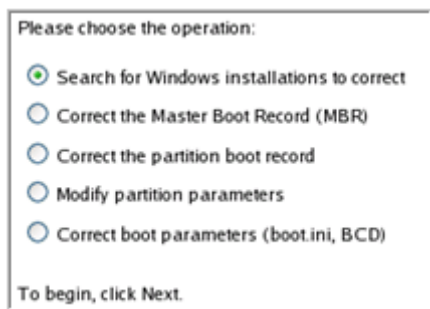 Please choose the operation:
Search for Windows installations to correct
Correct the Master Boot Record (MBR)
Correct the partition boot record
Modify partition parameters
Correct boot parameters (boot.ini, BCD)
To begin, click Next.